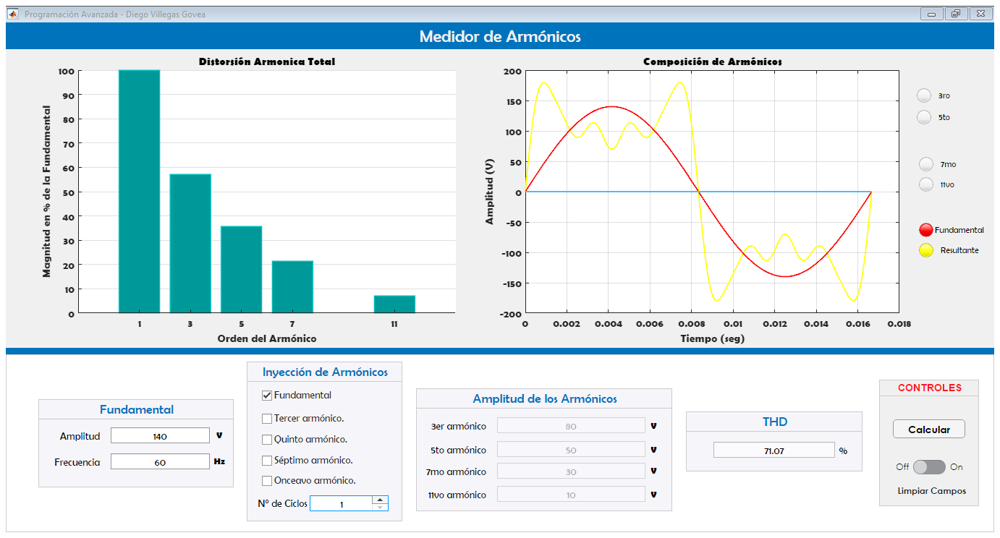 Programación Avanzada - Diego Villegas Govea
Medidor de Armónicos
Distorsión Armonica Total
Magnitud en % de la Fundamental
100
90
80
70
60
50
40
30
20
10
0
1 3 5 7 11
Orden del Armónico
Composición de Armónicos
Amplitud (V)
200
150
100
50
0
-50
-100
-150
-200
0 0.002 0.004 0.006 0.008 0.01 0.012 0.014 0.016 0.018
Tiempo (seg)
3ro
5to
7mo
11vo
Fundamental
Resultante
Fundamental
Amplitud 140 V
Frecuencia 60 Hz
Inyección de Armónicos
Fundamental
Tercer armónico.
Quinto armónico.
Séptimo armónico.
Onceavo armónico.
Nº de Ciclos 1
Amplitud de los Armónicos
3er armónico 80 V
5to armónico 50 V
7mo armónico 30 V
11vo armónico 10 V
THD
71.07 %
CONTROLES
Calcular
Off On
Limpiar Campos